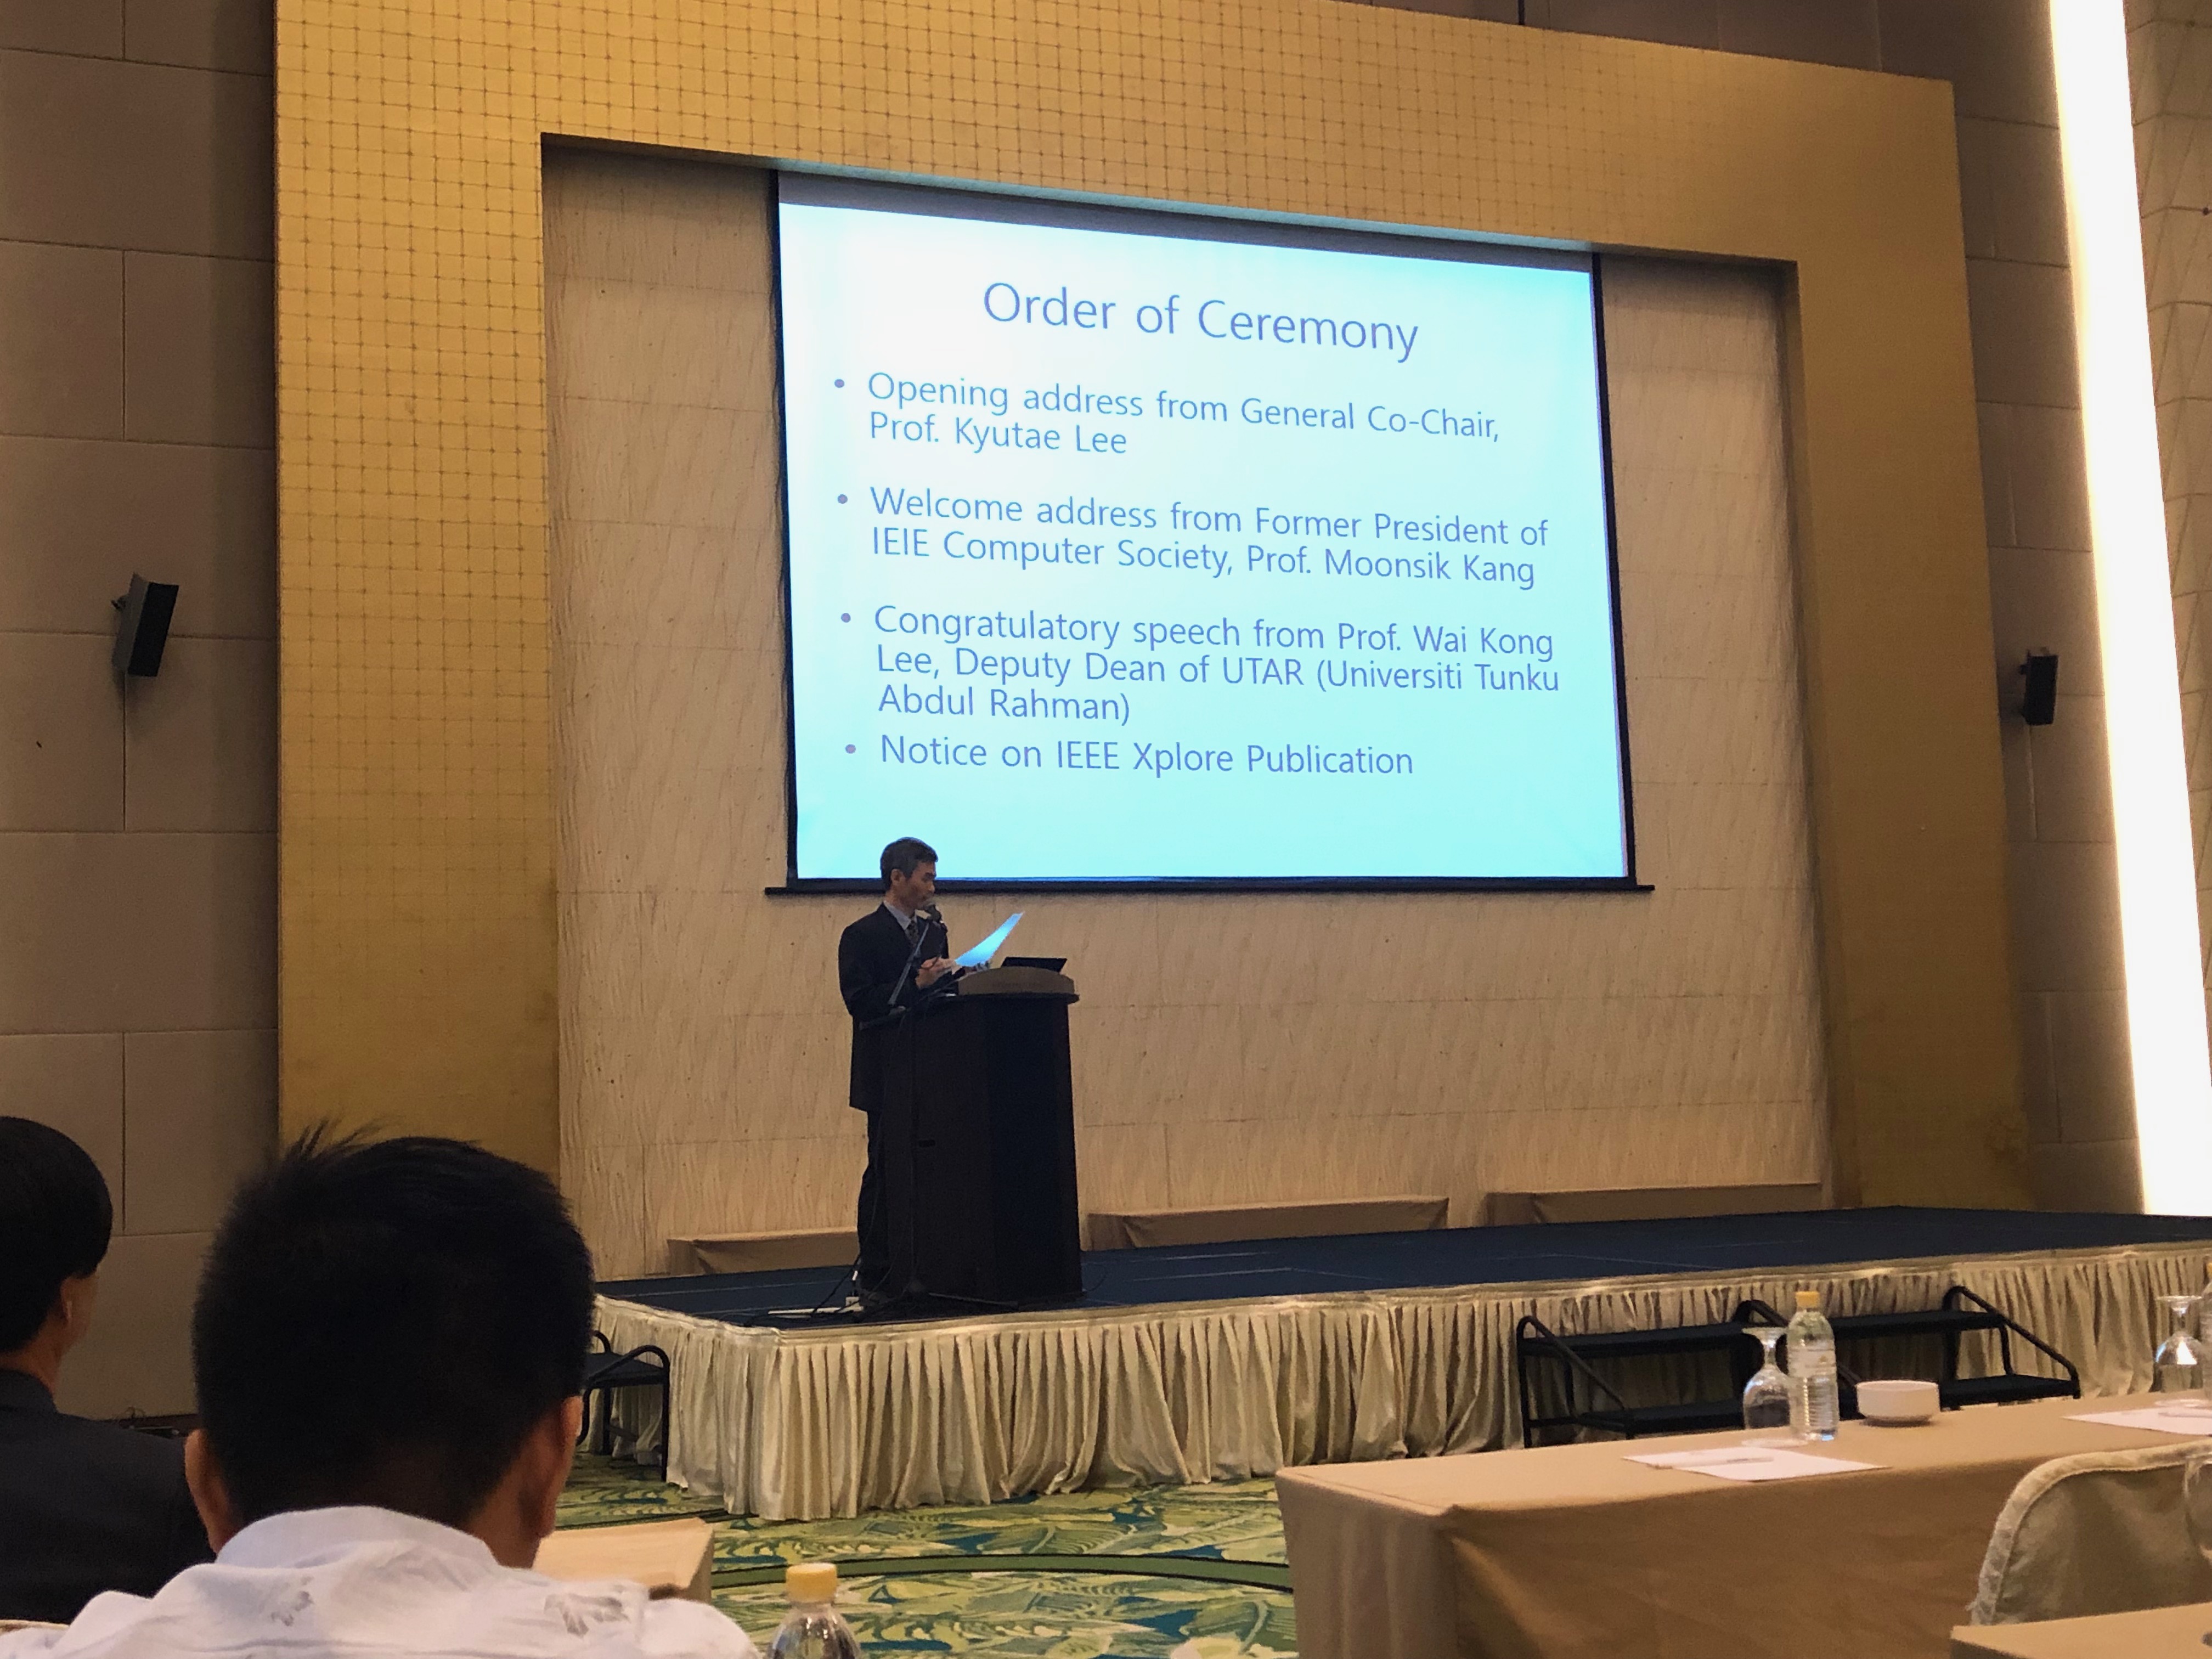 Order of Ceremony
• Opening address from General Co-Chair,
Prof. Kyutae Lee
• Welcome address from Former President of
IEIE Computer Society, Prof. Moonsik Kang
• Congratulatory speech from Prof. Wai Kong
Lee, Deputy Dean of UTAR (Universiti Tunku
Abdul Rahman)
• Notice on IEEE Xplore Publication